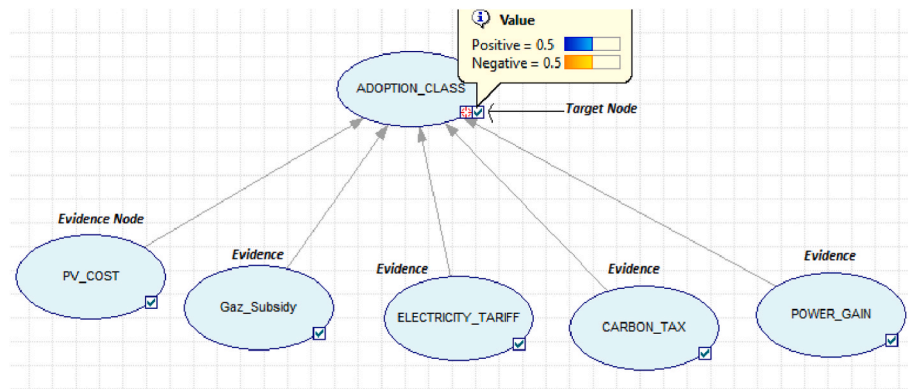 Value
Positive = 0.5
Negative = 0.5
ADOPTION_CLASS
Target Node
Evidence Node
Evidence
Evidence
Evidence
Evidence
PV_COST
Gaz_Subsidy
ELECTRICITY_TARIFF
CARBON_TAX
POWER_GAIN